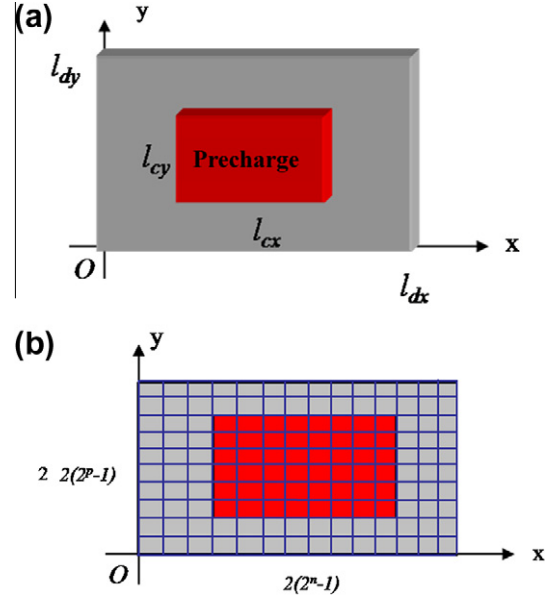 (a)
y
l_dy
l_cy
Precharge
l_cx
x
O
l_dx
(b)
y
2 2(2^p-1)
x
O
2(2^n-1)